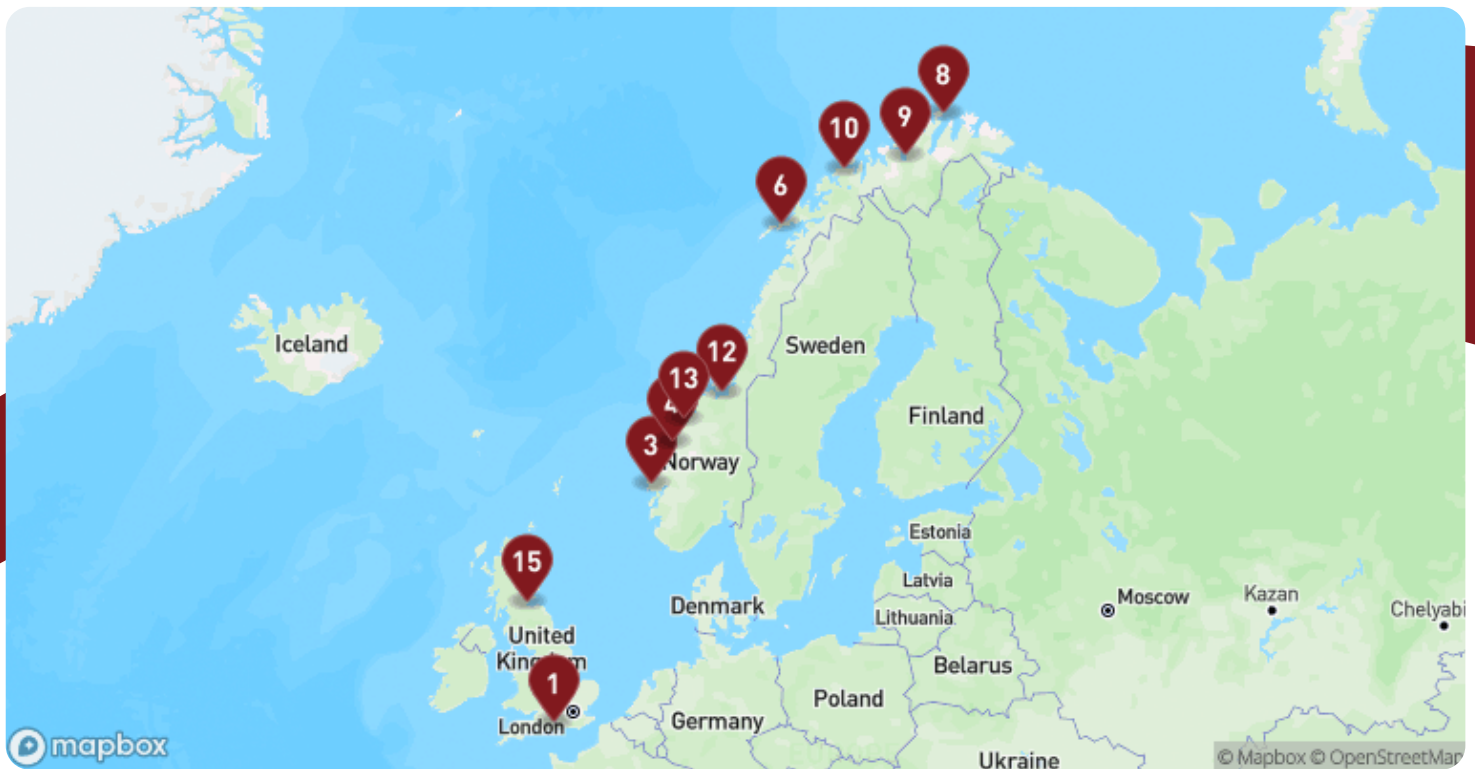 8
9
10
6
Iceland
Sweden
12
13
4
Finland
3
Norway
Estonia
15
Latvia
Moscow
Kazan
Denmark
Lithuania
Chelyabi
United
Kingdom
Belarus
1
Poland
London
Germany
mapbox
Ukraine
© Mapbox © OpenStreetMap